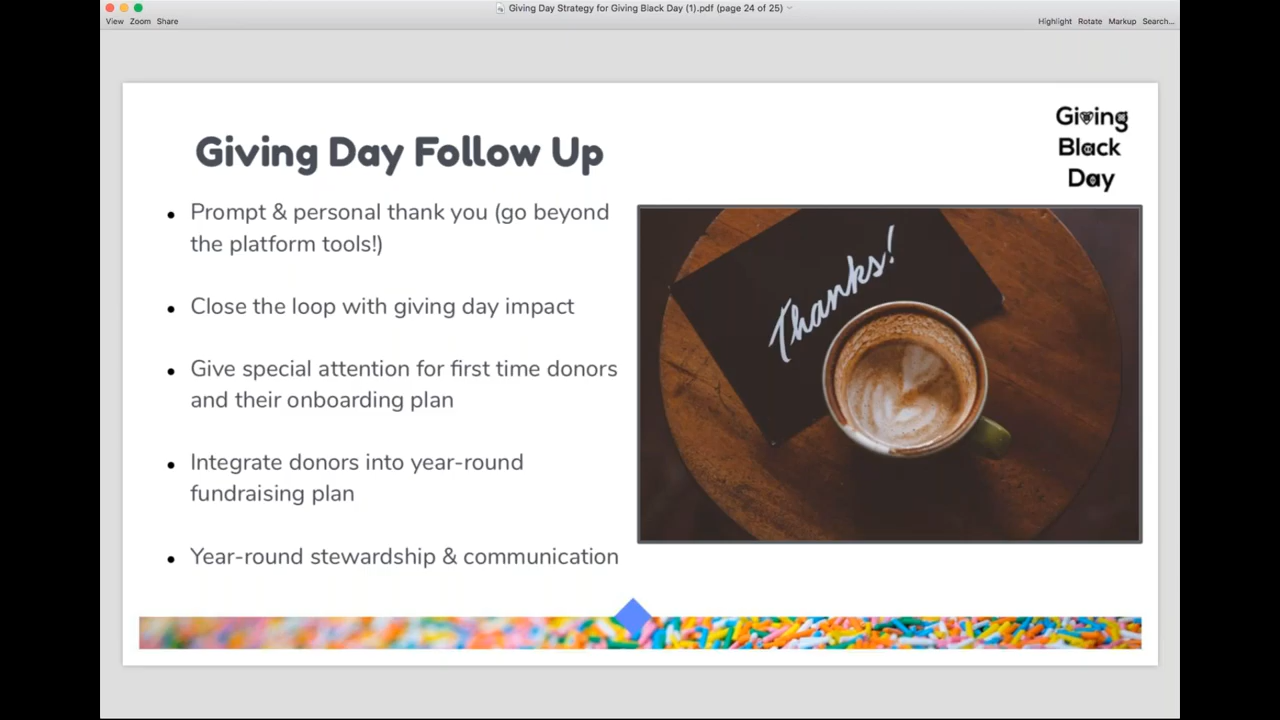 Giving Day Strategy for Giving Black Day (1).pdf (page 24 of 25)
View Zoom Share
Highlight Rotate Markup Search...
Giving
Black
Day
Giving Day Follow Up
• Prompt & personal thank you (go beyond
the platform tools!)
• Close the loop with giving day impact
• Give special attention for first time donors
and their onboarding plan
• Integrate donors into year-round
fundraising plan
• Year-round stewardship & communication
Thanks!